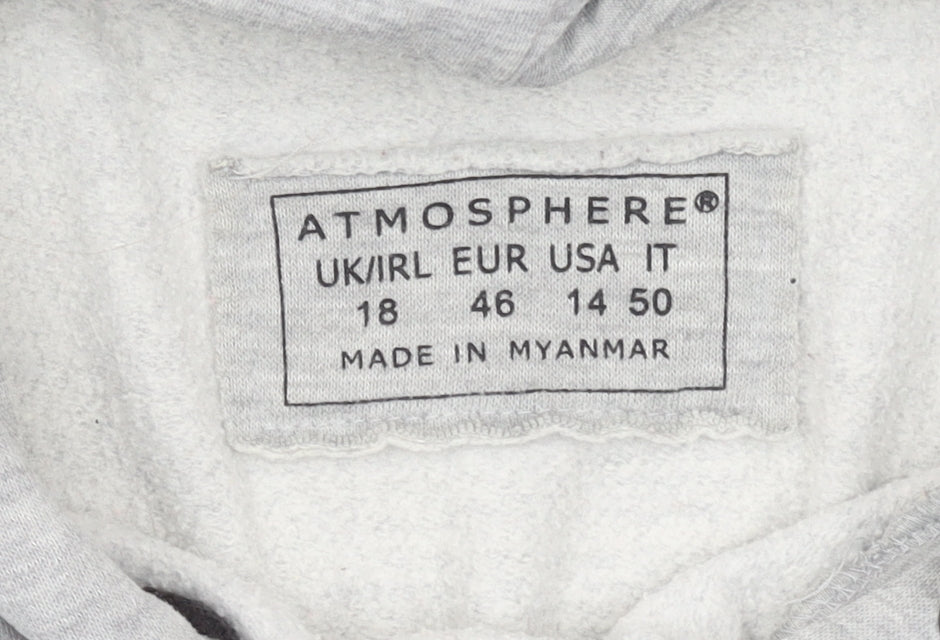 ATMOSPHERE®
UK/IRL EUR USA IT
18 46 14 50
MADE IN MYANMAR